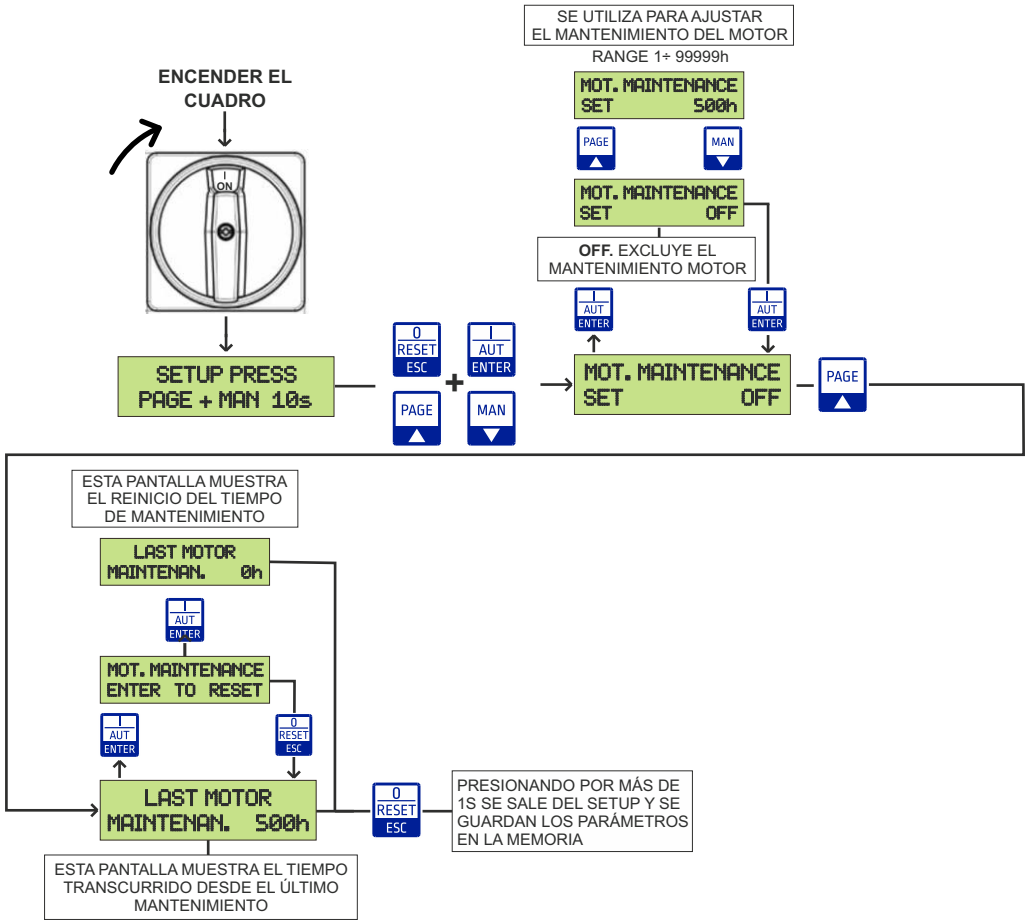 SE UTILIZA PARA AJUSTAR
EL MANTENIMIENTO DEL MOTOR
RANGE 1÷ 99999h
MOT. MAINTENANCE
SET 500h
PAGE
MAN
MOT. MAINTENANCE
SET OFF
OFF. EXCLUYE EL
MANTENIMIENTO MOTOR
I
AUT
ENTER
I
AUT
ENTER
ENCENDER EL
CUADRO
I
ON
SETUP PRESS
PAGE + MAN 10s
0
RESET
ESC
+
I
AUT
ENTER
PAGE
MAN
MOT. MAINTENANCE
SET OFF
PAGE
ESTA PANTALLA MUESTRA
EL REINICIO DEL TIEMPO
DE MANTENIMIENTO
LAST MOTOR
MAINTENAN. 0h
I
AUT
ENTER
MOT. MAINTENANCE
ENTER TO RESET
I
AUT
ENTER
0
RESET
ESC
LAST MOTOR
MAINTENAN. 500h
0
RESET
ESC
PRESIONANDO POR MÁS DE
1S SE SALE DEL SETUP Y SE
GUARDAN LOS PARÁMETROS
EN LA MEMORIA
ESTA PANTALLA MUESTRA EL TIEMPO
TRANSCURRIDO DESDE EL ÚLTIMO
MANTENIMIENTO